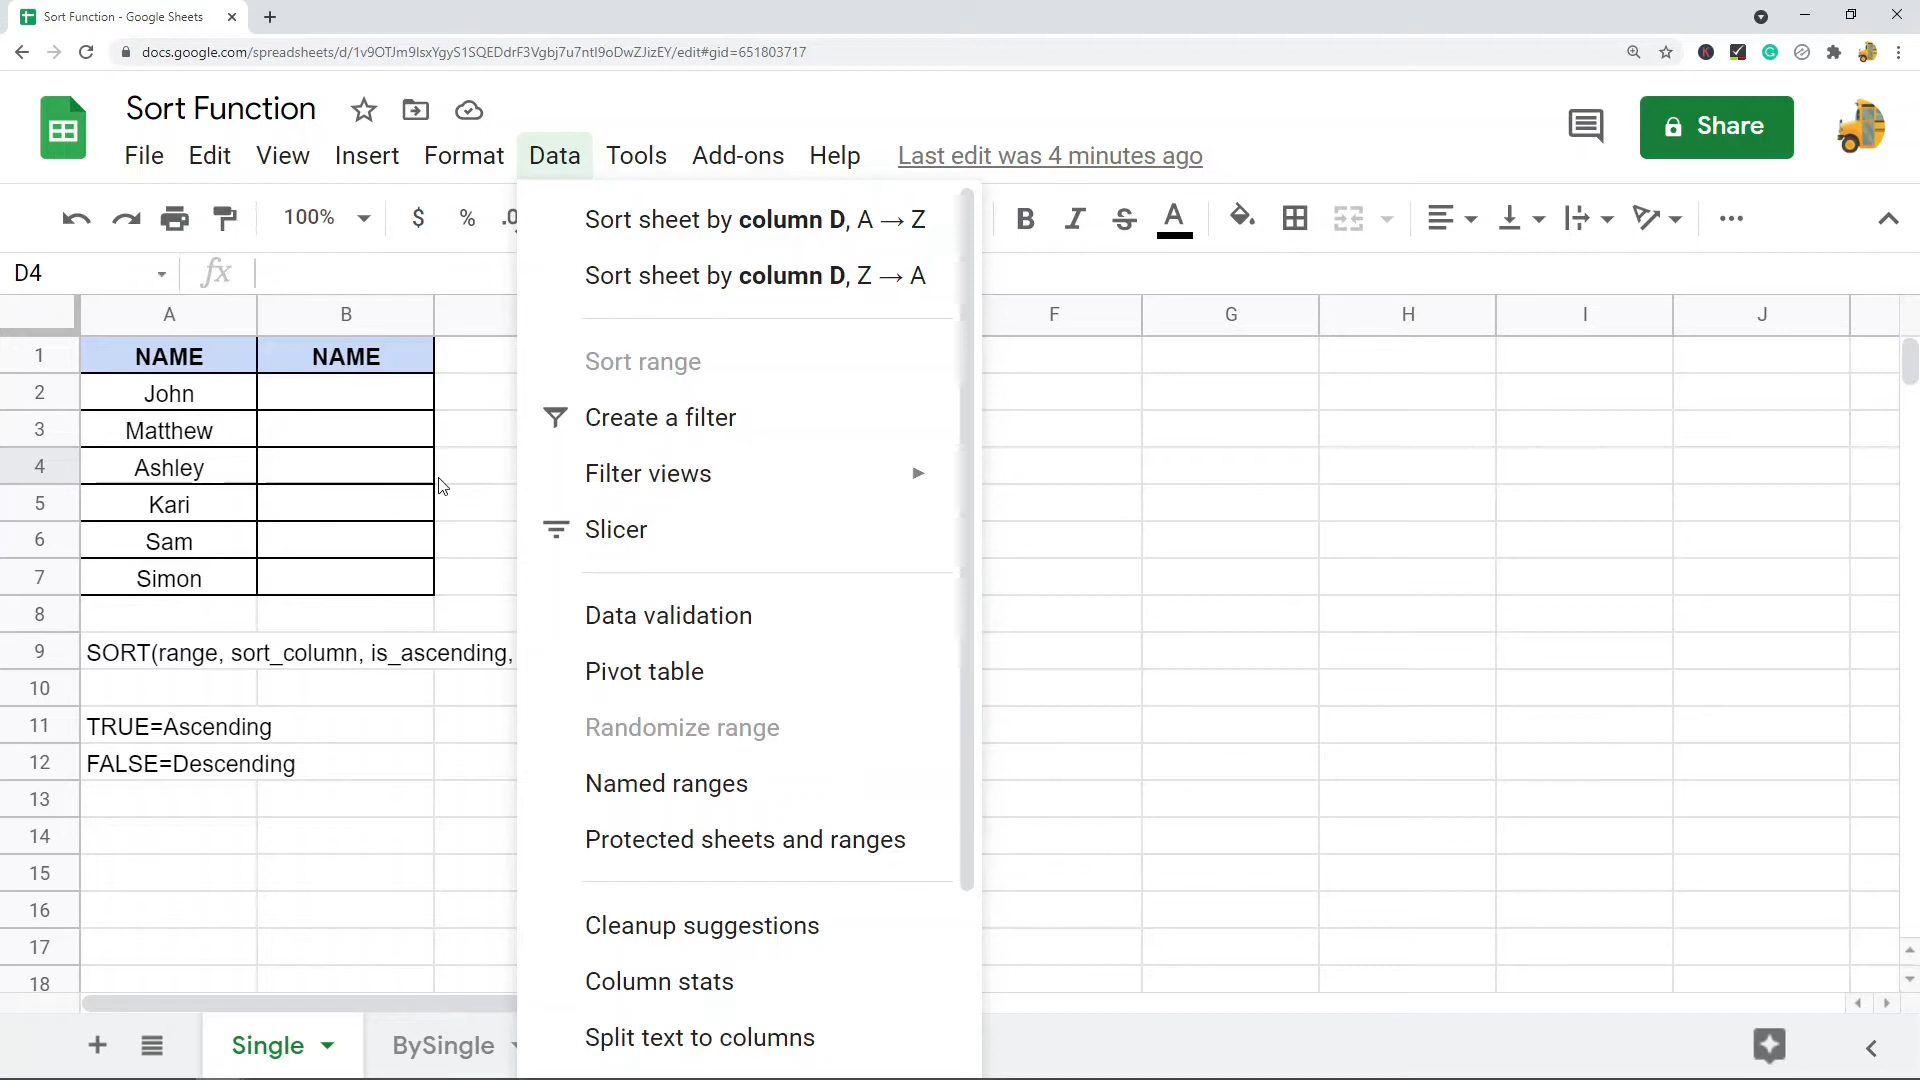 Sort Function - Google Sheets
docs.google.com/spreadsheets/d/1v9OTJm9IsxYgyS1SQEDdrF3Vgbj7u7ntI9oDwZJizEY/edit#gid=651803717
Sort Function
Share
File Edit View Insert Format Data Tools Add-ons Help Last edit was 4 minutes ago
100% $ % .0 B I S A
D4 fx
Sort sheet by column D, A → Z
Sort sheet by column D, Z → A
Sort range
Create a filter
Filter views
Slicer
Data validation
Pivot table
Randomize range
Named ranges
Protected sheets and ranges
Cleanup suggestions
Column stats
Split text to columns
A B F G H I J
1 NAME NAME
2 John
3 Matthew
4 Ashley
5 Kari
6 Sam
7 Simon
8
9 SORT(range, sort_column, is_ascending,
10
11 TRUE=Ascending
12 FALSE=Descending
13
14
15
16
17
18
Single BySingle